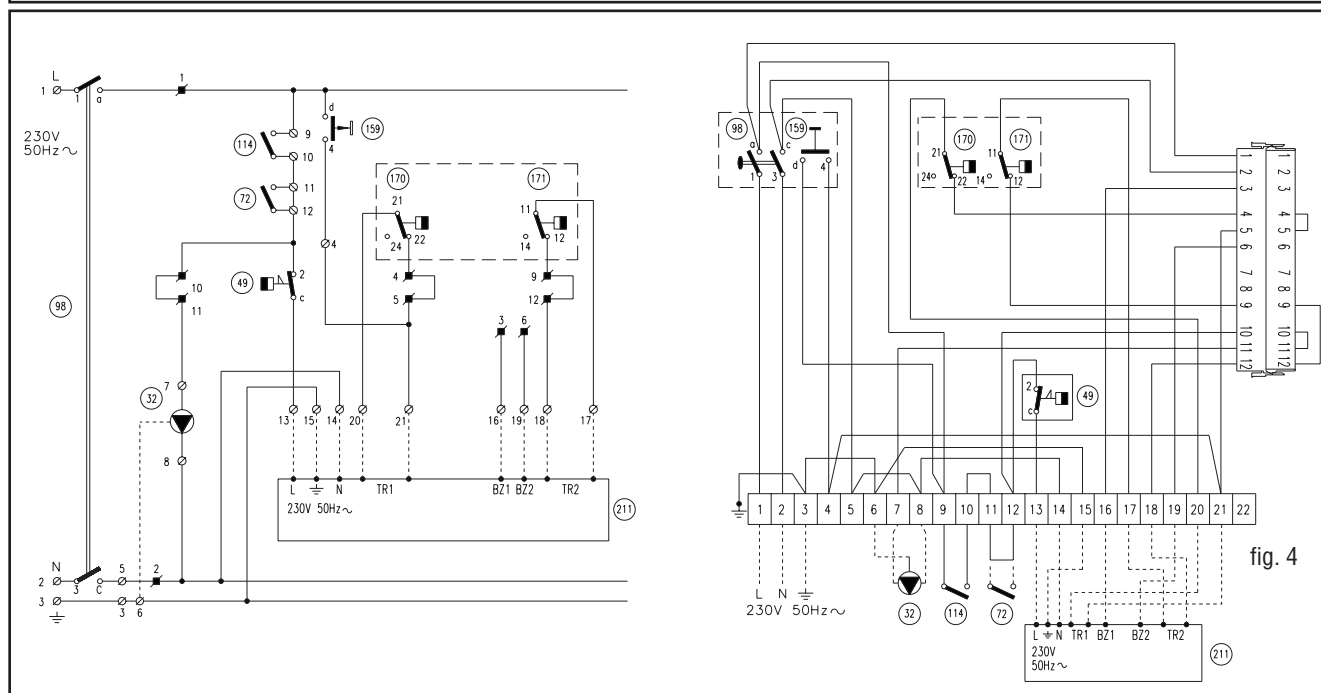 L
1 1 a 1
230V
50Hz∼
114 9
10
72 11
12
d
159
4
170 171
21 11
24 22 14 12
4
4 9
5 12
49 2
c
10
11
98
3 6
7
32
8
13 15 14 20 21 16 19 18 17
L N TR1 BZ1 BZ2 TR2
230V 50Hz∼
211
N
2 3 C 5 2
3 3 6
98 a c 159
d 4
1 3
170 171
21 11
24 22 14 12
1 1
2 2
3 3
4 4
5 5
6 6
7 7
8 8
9 9
10 10
11 11
12 12
2
c
49
1 2 3 4 5 6 7 8 9 10 11 12 13 14 15 16 17 18 19 20 21 22
L N
230V 50Hz∼
32 114 72
L N TR1 BZ1 BZ2 TR2
230V
50Hz∼
211
fig. 4